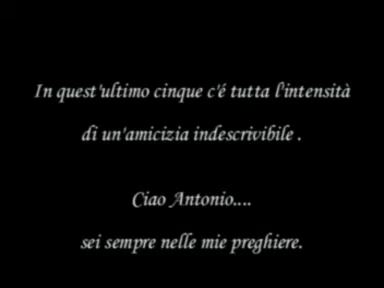 In quest'ultimo cinque c'é tutta l'intensità
di un'amicizia indescrivibile .
Ciao Antonio....
sei sempre nelle mie preghiere.